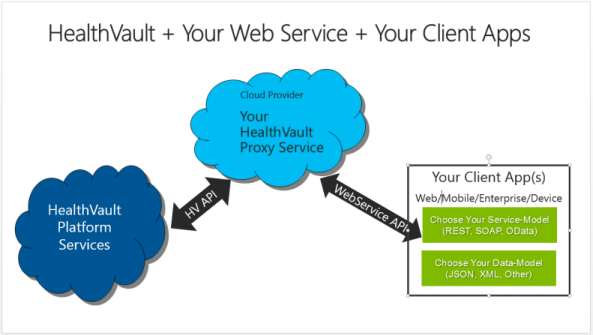 HealthVault + Your Web Service + Your Client Apps
Cloud Provider
Your
HealthVault
Proxy Service
HealthVault
Platform
Services
HV API
WebService API
Your Client App(s)
Web/Mobile/Enterprise/Device
Choose Your Service-Model
(REST, SOAP, OData)
Choose Your Data-Model
(JSON, XML, Other)